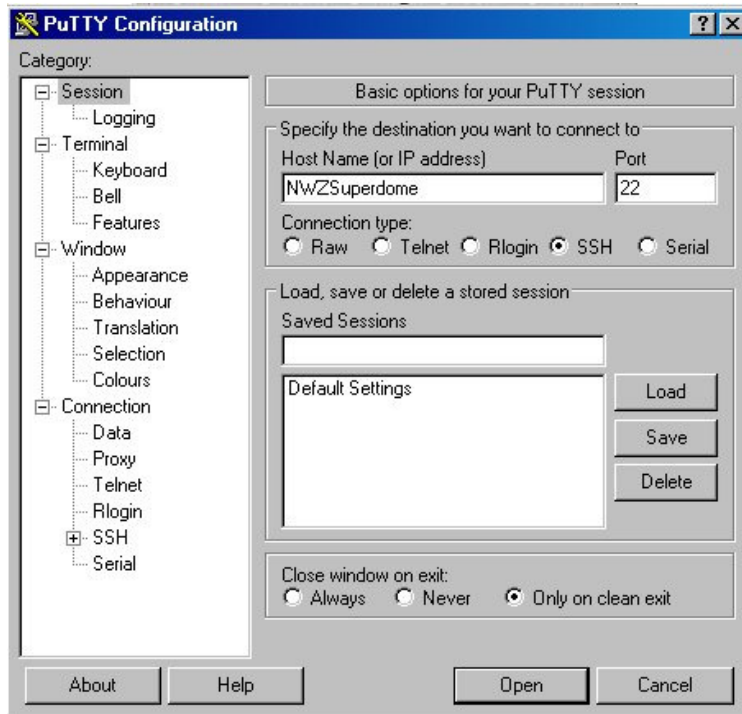 PuTTY Configuration
Category:
Session
Logging
Terminal
Keyboard
Bell
Features
Window
Appearance
Behaviour
Translation
Selection
Colours
Connection
Data
Proxy
Telnet
Rlogin
SSH
Serial
Basic options for your PuTTY session
Specify the destination you want to connect to
Host Name (or IP address) Port
NWZSuperdome 22
Connection type:
Raw Telnet Rlogin SSH Serial
Load, save or delete a stored session
Saved Sessions
Default Settings
Load
Save
Delete
Close window on exit:
Always Never Only on clean exit
About Help Open Cancel